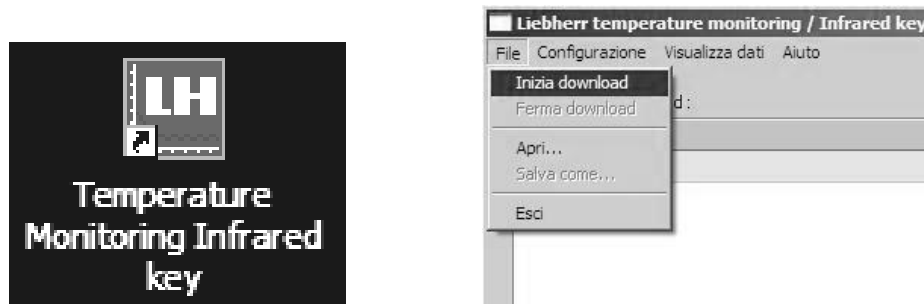 LH
Temperature
Monitoring Infrared
key
Liebherr temperature monitoring / Infrared key
File Configurazione Visualizza dati Aiuto
Inizia download
Ferma download
d:
Apri...
Salva come...
Esci